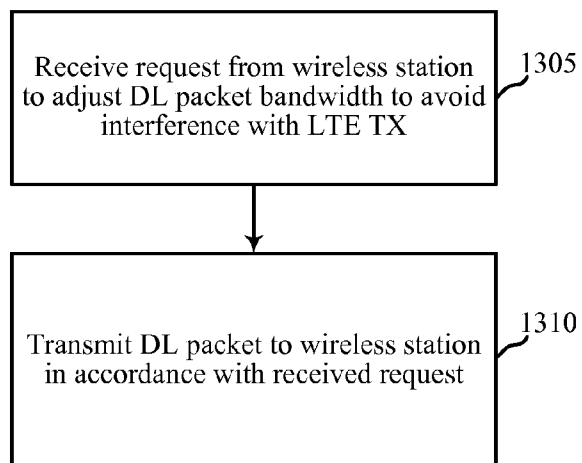 Receive request from wireless station
to adjust DL packet bandwidth to avoid
interference with LTE TX
1305
Transmit DL packet to wireless station
in accordance with received request
1310